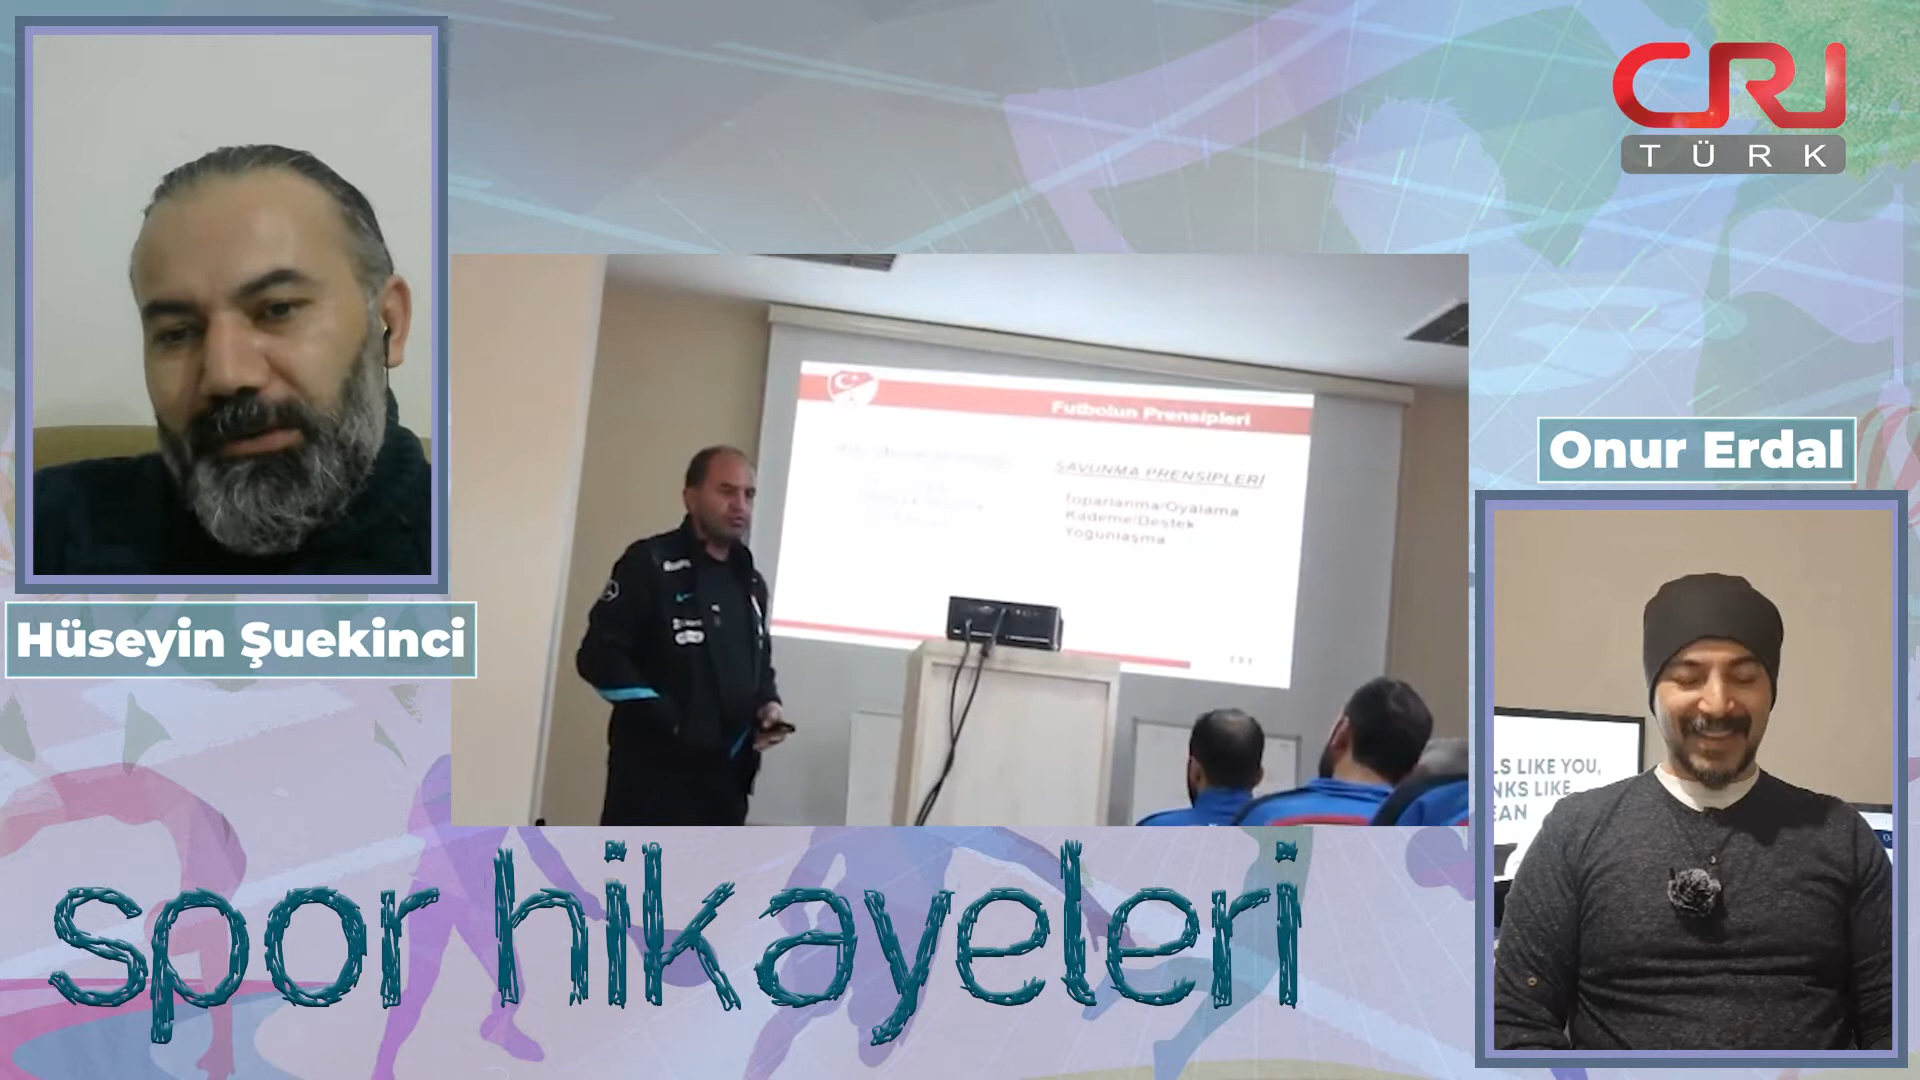 CRI
TÜRK
Futbolun Prensipleri
SAVUNMA PRENSİPLERİ
Toparlanma/Oyalama
Kademe/Destek
Yoğunlaşma
Onur Erdal
Hüseyin Şuekinci
LS LIKE YOU,
NKS LIKE
EAN
spor hikayeleri